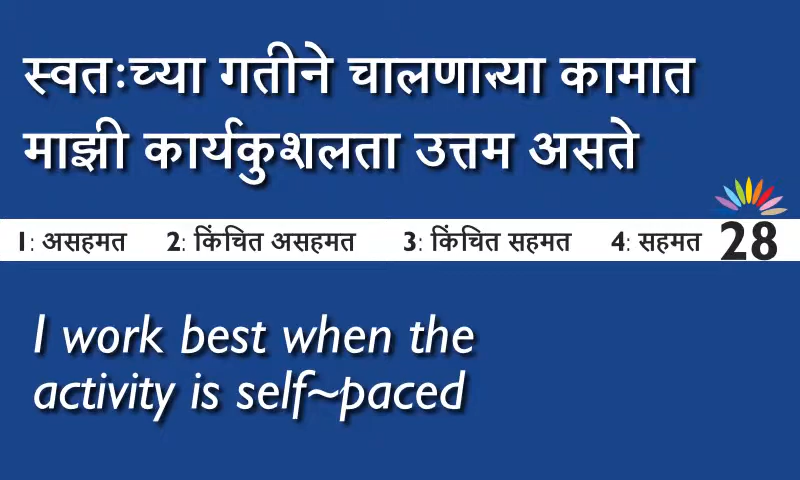 स्वतःच्या गतीने चालणाऱ्या कामात
माझी कार्यकुशलता उत्तम असते
1: असहमत 2: किंचित असहमत 3: किंचित सहमत 4: सहमत 28
I work best when the
activity is self~paced